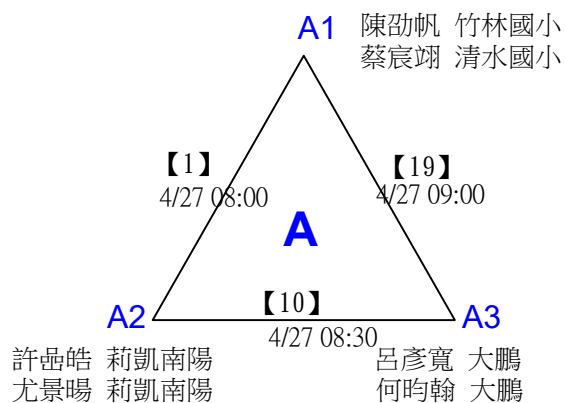 A1
陳劭帆 竹林國小
蔡宸翊 清水國小
【1】
4/27 08:00
【19】
4/27 09:00
A
【10】
4/27 08:30
A2
許嵒皓 莉凱南陽
尤景暘 莉凱南陽
A3
呂彥寬 大鵬
何昀翰 大鵬